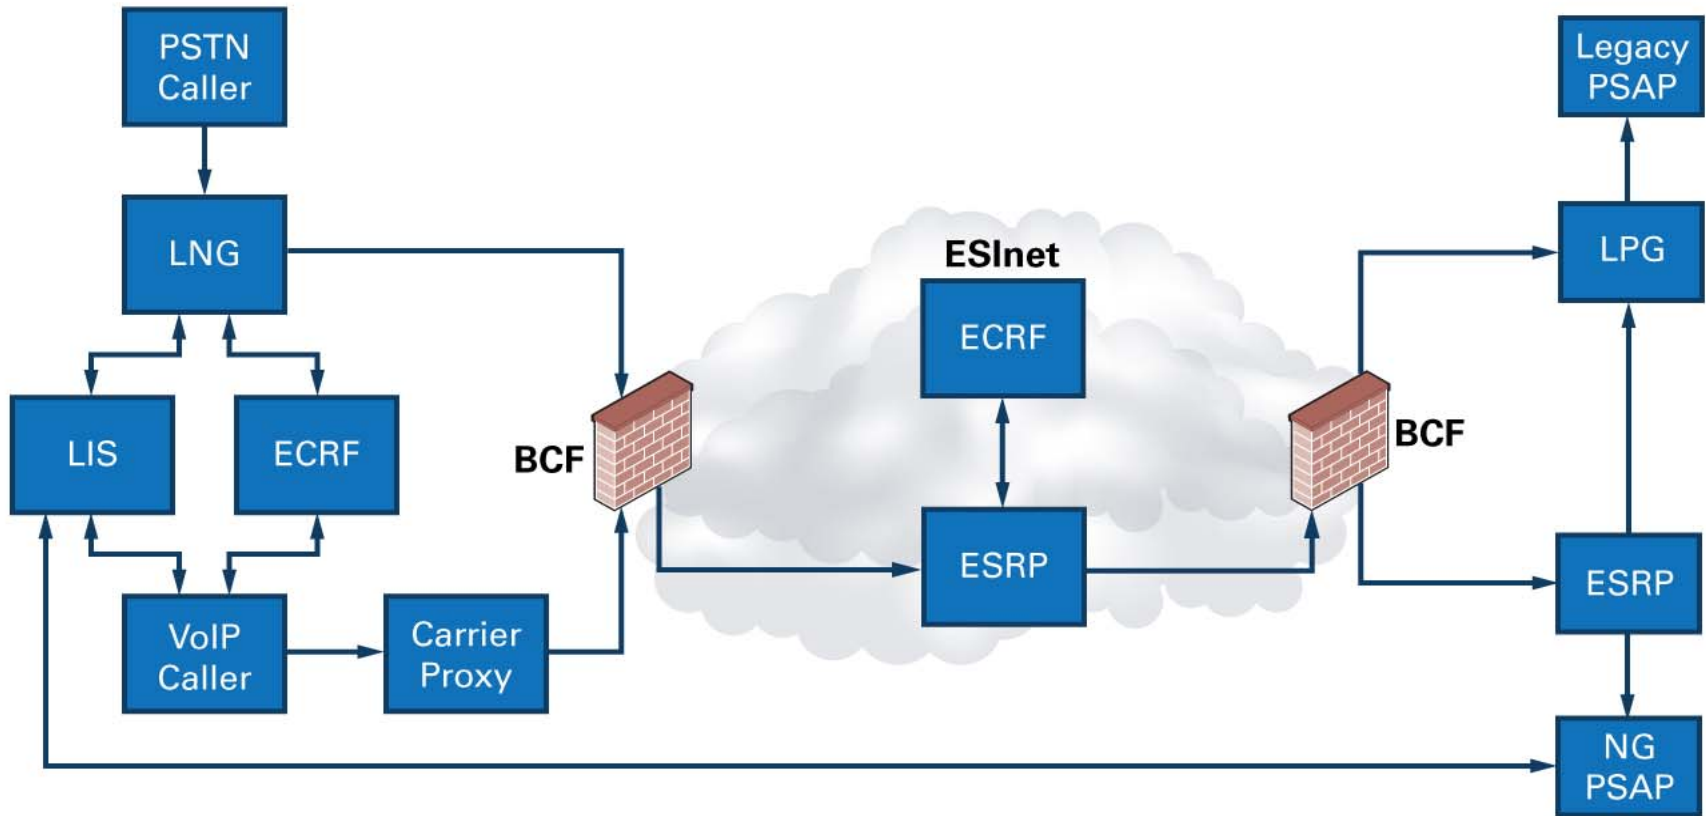 PSTN
Caller
LNG
LIS
ECRF
VoIP
Caller
Carrier
Proxy
BCF
ESInet
ECRF
ESRP
BCF
Legacy
PSAP
LPG
ESRP
NG
PSAP